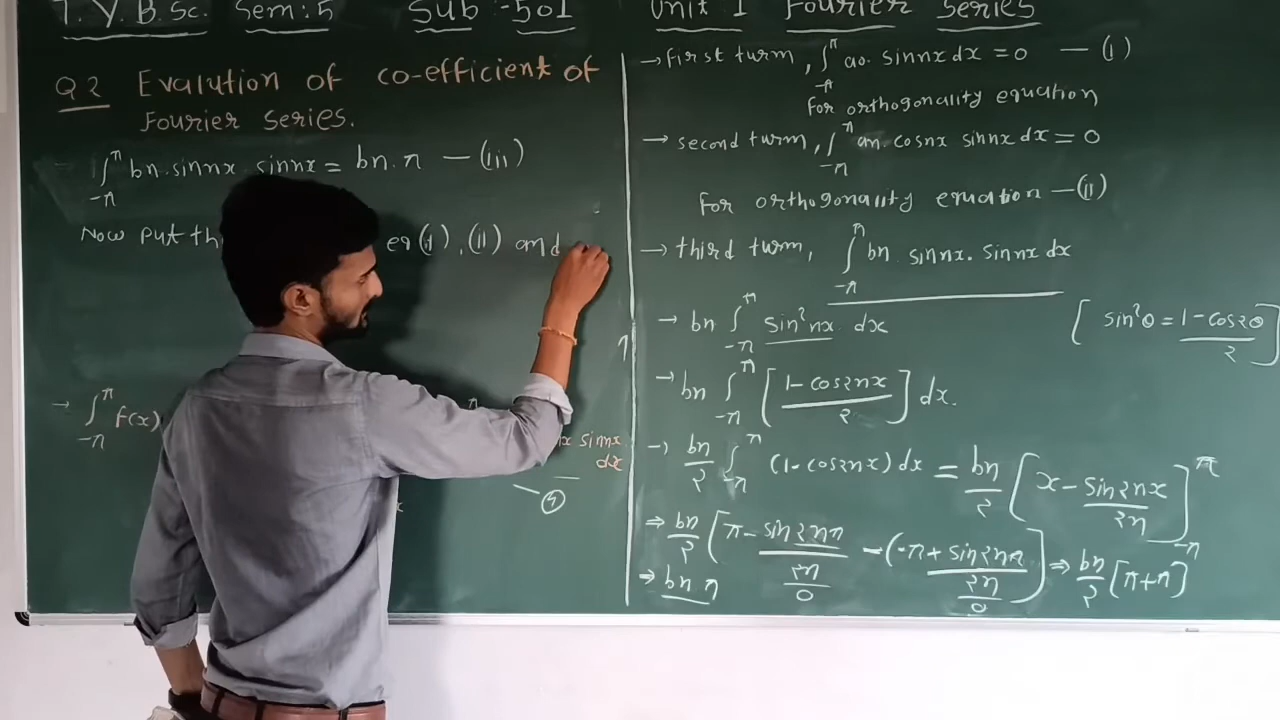 T.Y.B.Sc. Sem:5 Sub:-501 Unit 1 Fourier Series
Q 2 Evalution of co-efficient of
Fourier Series.
∫_{-π}^{π} bn. sinnx. sinnx = bn. π — (iii)
Now put th eq (i), (ii) and
→ ∫_{-π}^{π} f(x)
x sinnx
dx
— ④
→ first turm, ∫_{-π}^{π} a0. sinnx dx = 0 — (i)
For orthogonality equation
→ second turm, ∫_{-π}^{π} an. cosnx sinnx dx = 0
For orthogonality equation — (ii)
→ third turm, ∫_{-π}^{π} bn sinnx. sinnx dx
→ bn ∫_{-π}^{π} sin²nx dx [sin²θ = (1-cos2θ)/2]
→ bn ∫_{-π}^{π} [(1-cos2nx)/2] dx.
→ bn/2 ∫_{-π}^{π} (1-cos2nx) dx = bn/2 [x - sin2nx/2n]_{-π}^{π}
⇒ bn/2 [π - sin2nπ/2n - (-π + sin2nπ/2n)] ⇒ bn/2 [π+π]
0 0
⇒ bn π